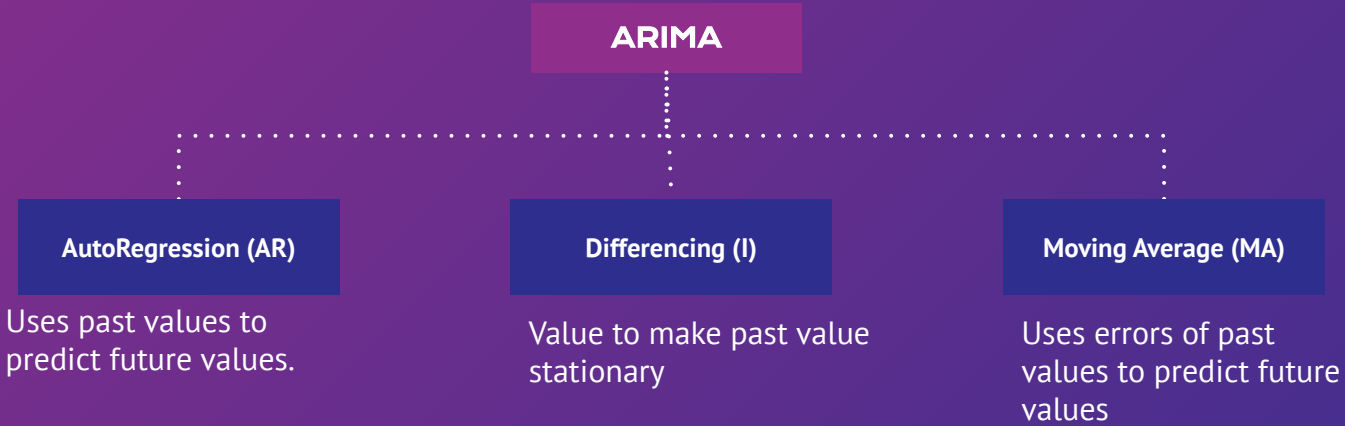 ARIMA
AutoRegression (AR)
Uses past values to
predict future values.
Differencing (I)
Value to make past value
stationary
Moving Average (MA)
Uses errors of past
values to predict future
values